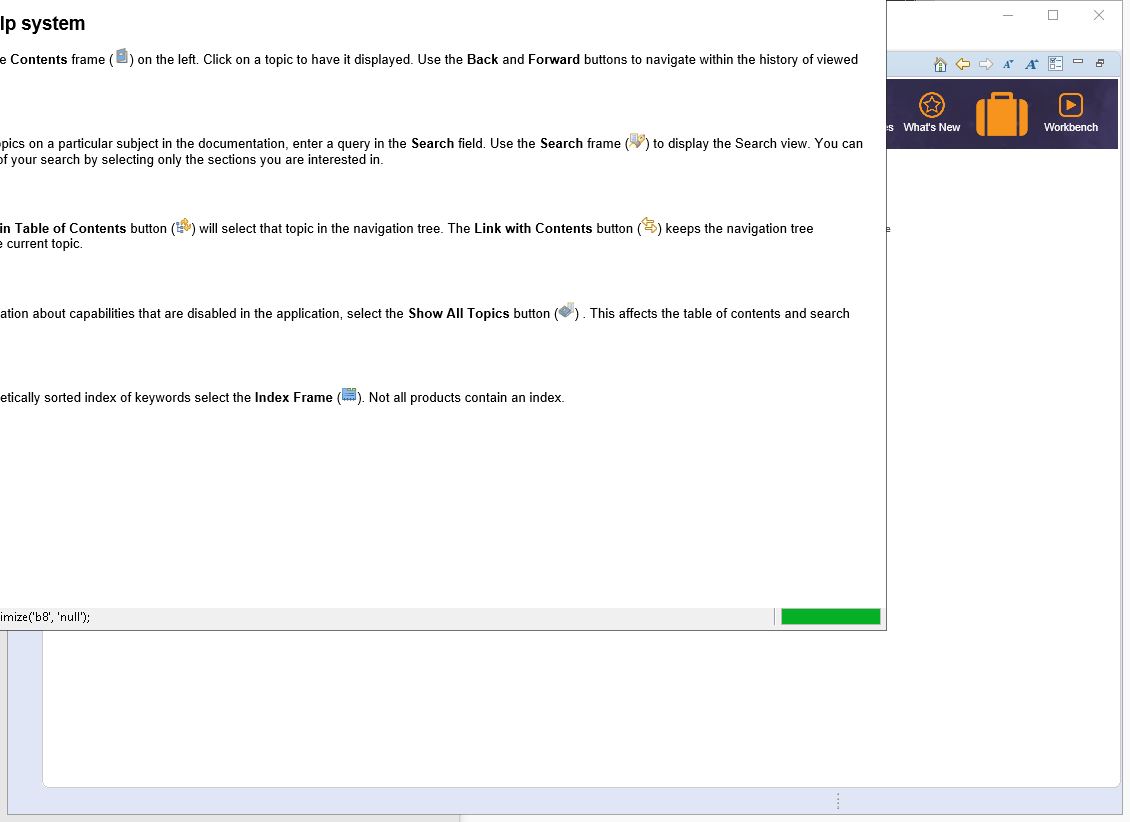 lp system
e Contents frame ( ) on the left. Click on a topic to have it displayed. Use the Back and Forward buttons to navigate within the history of viewed
pics on a particular subject in the documentation, enter a query in the Search field. Use the Search frame ( ) to display the Search view. You can
of your search by selecting only the sections you are interested in.
in Table of Contents button ( ) will select that topic in the navigation tree. The Link with Contents button ( ) keeps the navigation tree
e current topic.
ation about capabilities that are disabled in the application, select the Show All Topics button ( ) . This affects the table of contents and search
etically sorted index of keywords select the Index Frame ( ). Not all products contain an index.
imize('b8', 'null');
es What's New
Workbench
e